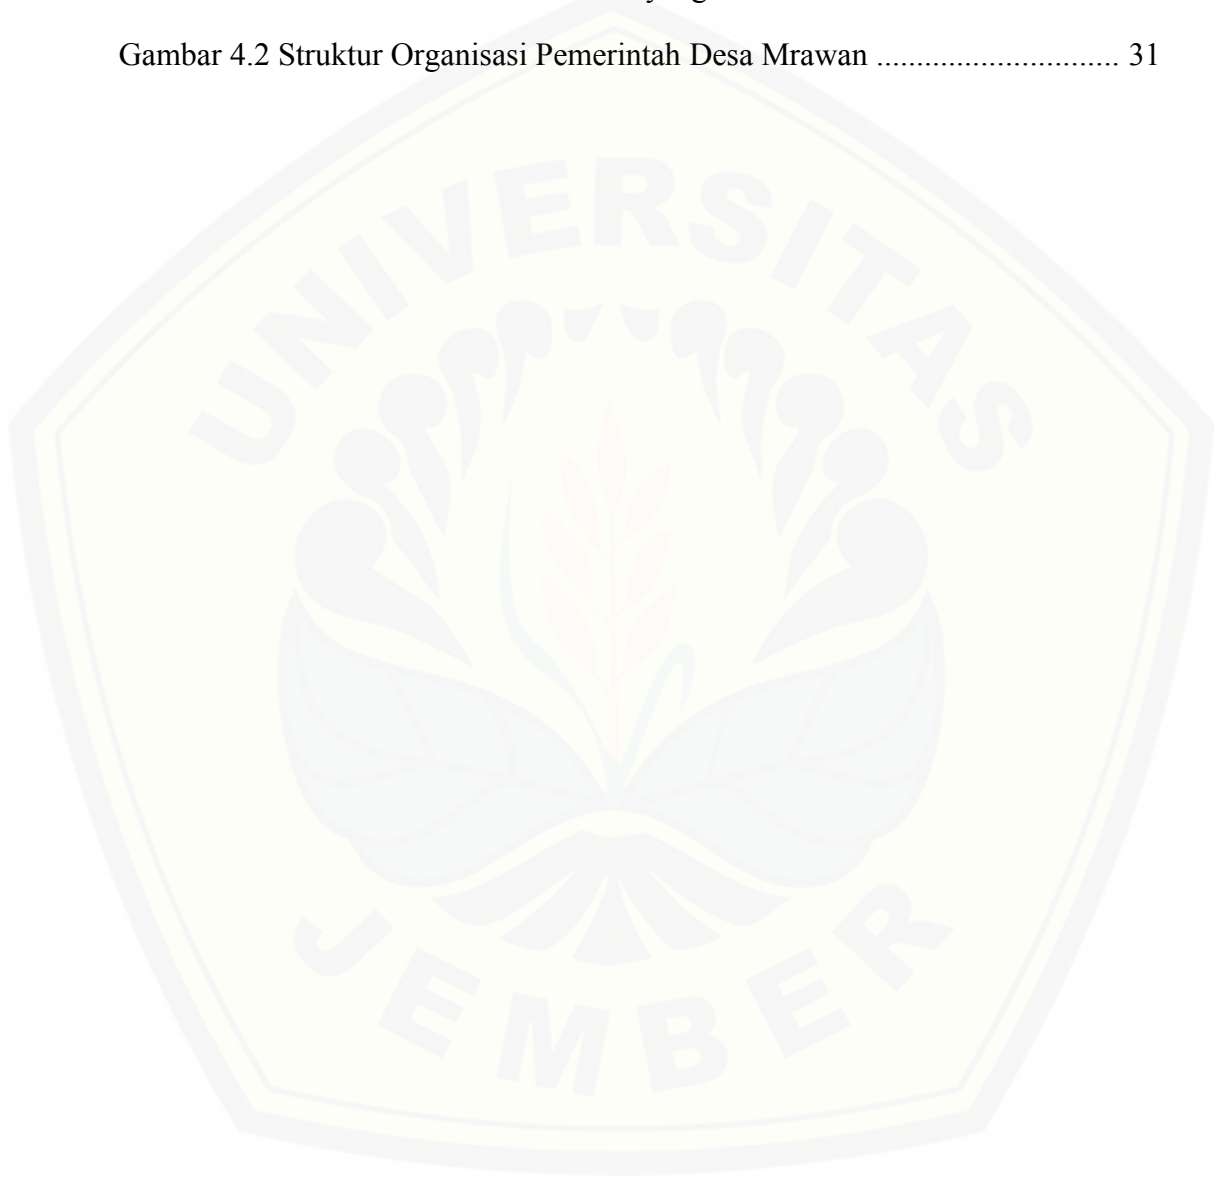 Gambar 4.2 Struktur Organisasi Pemerintah Desa Mrawan .............................. 31
UNIVERSITAS
JEMBER